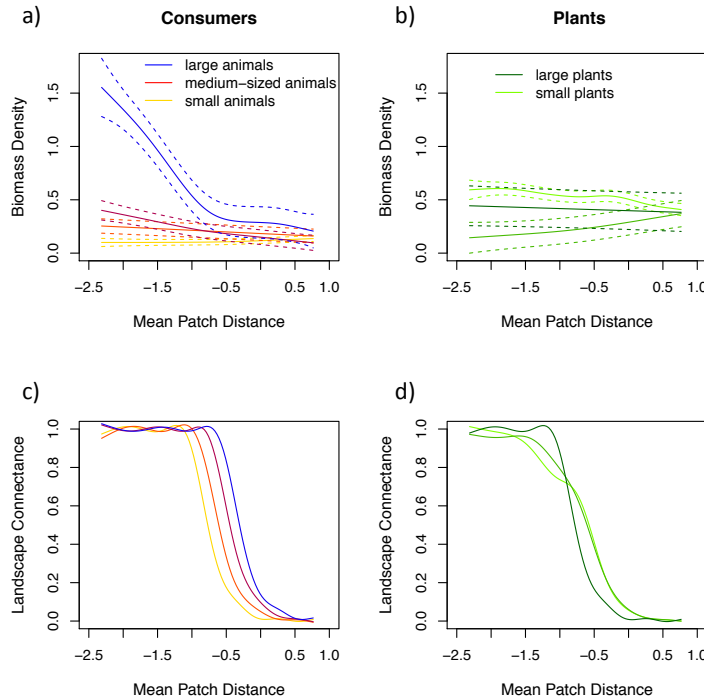 a)
Consumers
Biomass Density
0.0 0.5 1.0 1.5
large animals
medium−sized animals
small animals
−2.5 −1.5 −0.5 0.0 1.0
Mean Patch Distance
b)
Plants
Biomass Density
0.0 0.5 1.0 1.5
large plants
small plants
−2.5 −1.5 −0.5 0.0 1.0
Mean Patch Distance
c)
Landscape Connectance
0.0 0.2 0.4 0.6 0.8 1.0
−2.5 −1.5 −0.5 0.0 1.0
Mean Patch Distance
d)
Landscape Connectance
0.0 0.2 0.4 0.6 0.8 1.0
−2.5 −1.5 −0.5 0.0 1.0
Mean Patch Distance